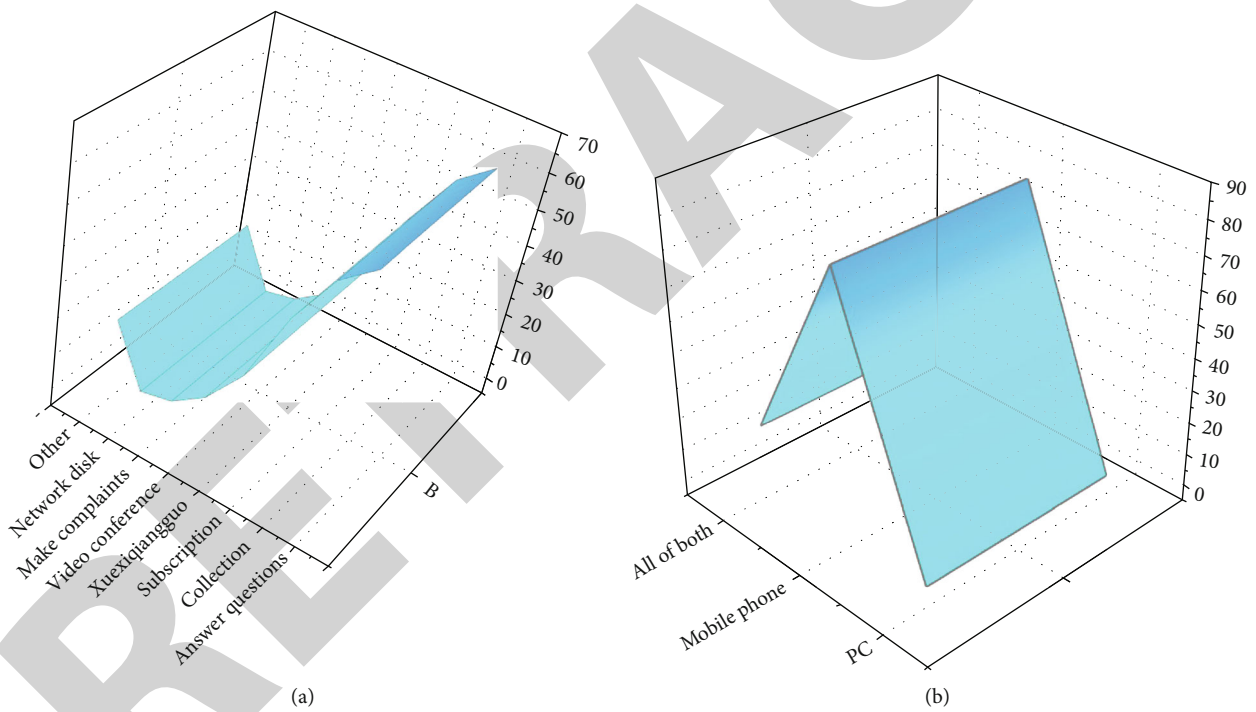 70
60
50
40
30
20
10
0
B
Other
Network disk
Make complaints
Video conference
Xuexiqiangguo
Subscription
Collection
Answer questions
(a)
90
80
70
60
50
40
30
20
10
0
All of both
Mobile phone
PC
(b)